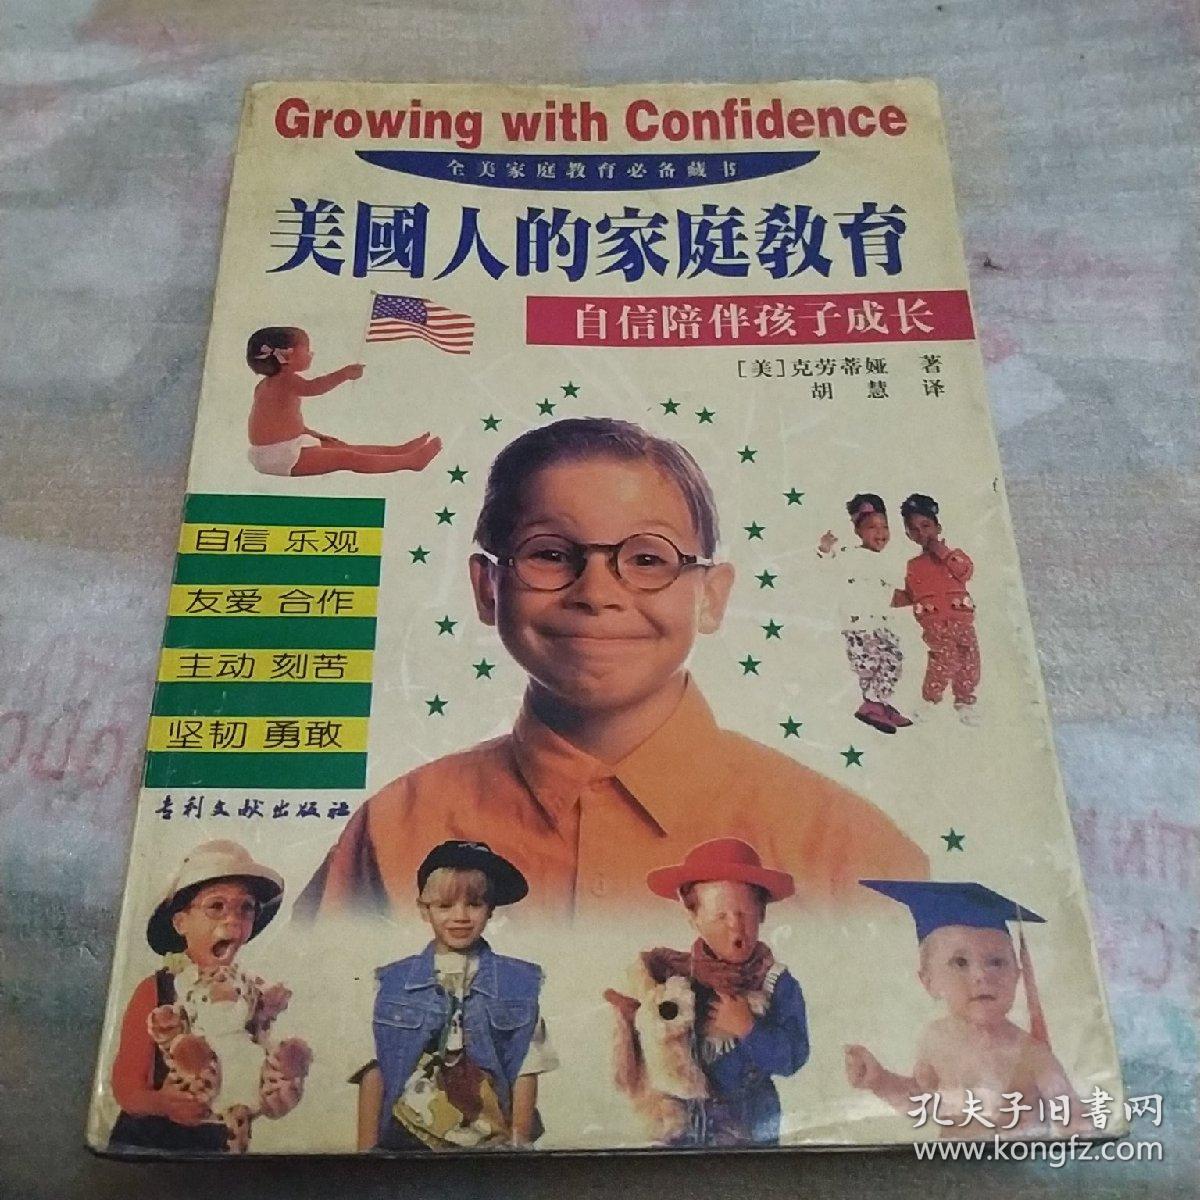 Growing with Confidence
全美家庭教育必备藏书
美國人的家庭教育
自信陪伴孩子成长
[美]克劳蒂娅 著
胡慧 译
自信 乐观
友爱 合作
主动 刻苦
坚韧 勇敢
专利文献出版社
孔夫子旧書网
www.kongfz.com